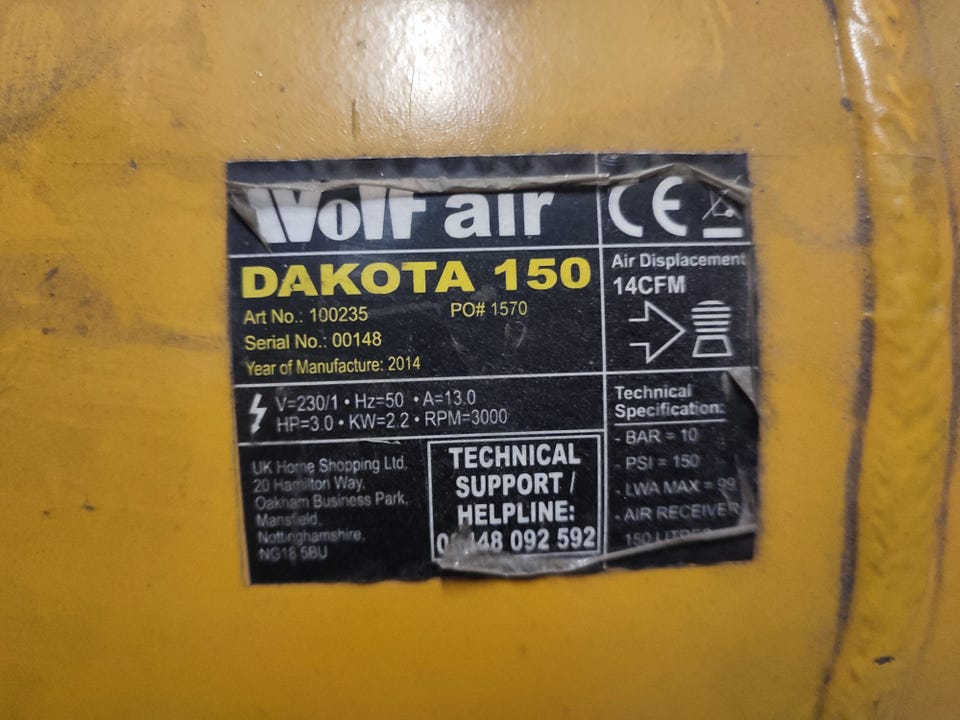 Wolf air
CE
DAKOTA 150
Art No.: 100235 PO# 1570
Serial No.: 00148
Year of Manufacture: 2014
Air Displacement
14CFM
V=230/1 • Hz=50 • A=13.0
HP=3.0 • KW=2.2 • RPM=3000
Technical
Specification:
- BAR = 10
- PSI = 150
- LWA MAX = 99
- AIR RECEIVER
150 LITRES
UK Home Shopping Ltd,
20 Hamilton Way,
Oakham Business Park,
Mansfield,
Nottinghamshire,
NG18 5BU
TECHNICAL
SUPPORT /
HELPLINE:
092 592